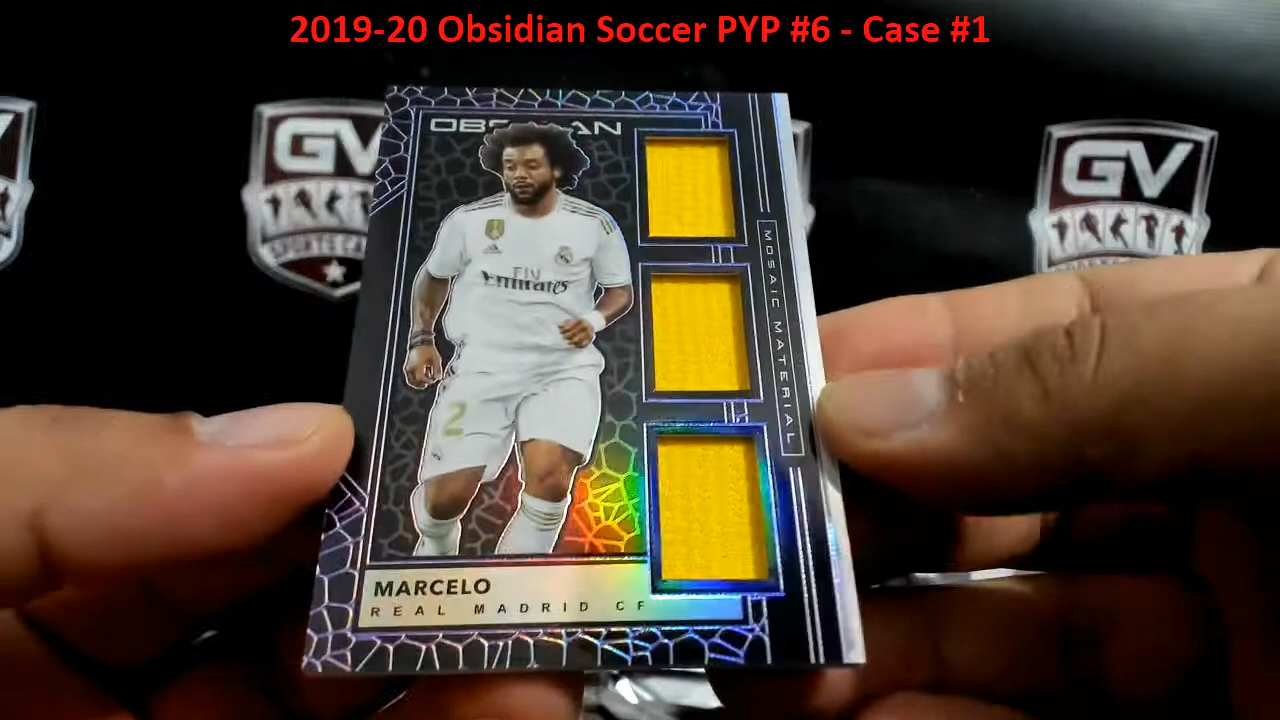 2019-20 Obsidian Soccer PYP #6 - Case #1
GV
GV
SPORTS
MOSAIC MATERIAL
FLY
Emirates
2
MARCELO
REAL MADRID CF